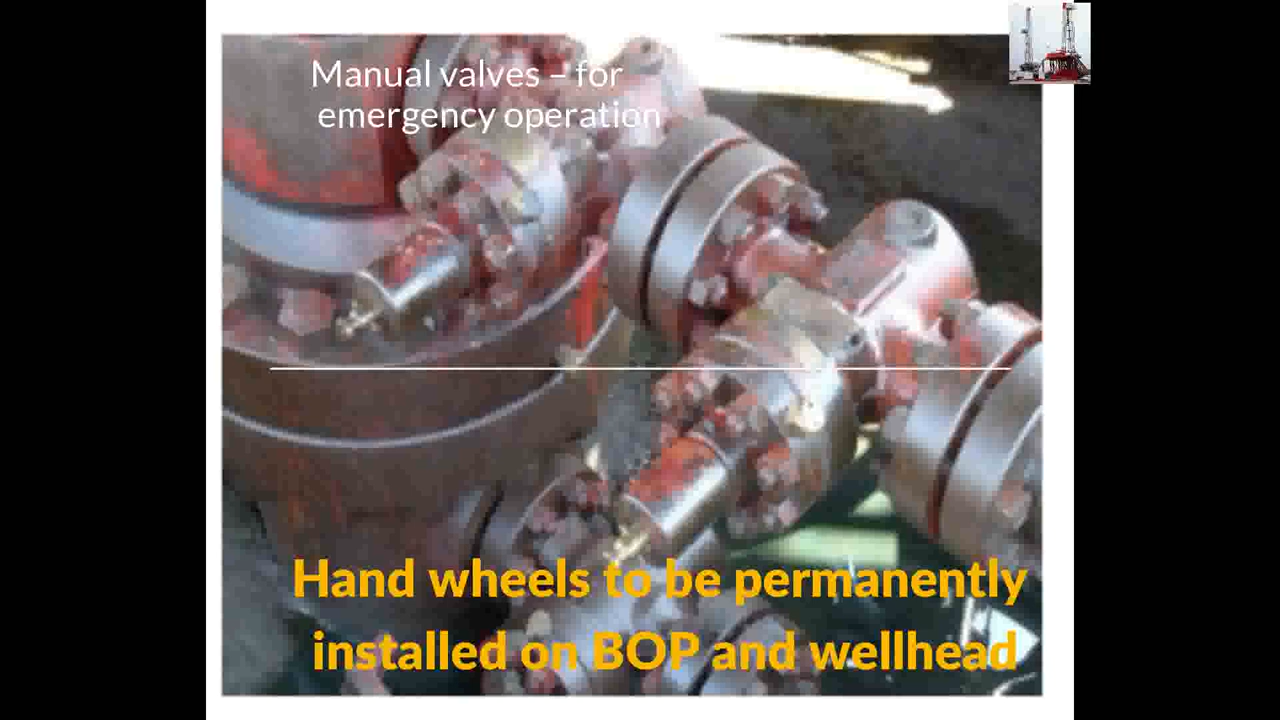 Manual valves – for
emergency operation
Hand wheels to be permanently
installed on BOP and wellhead